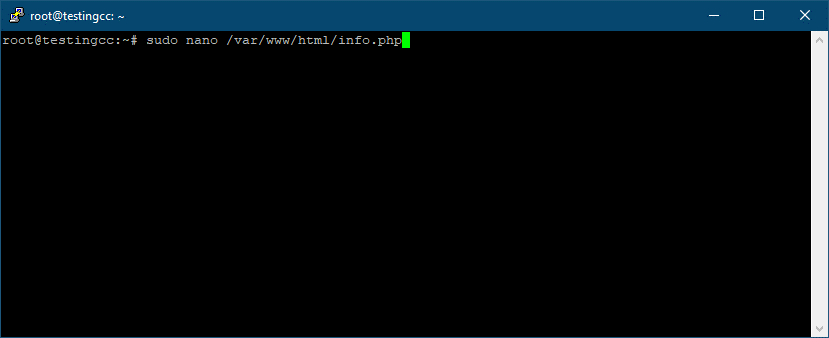 root@testingcc: ~
root@testingcc:~# sudo nano /var/www/html/info.php